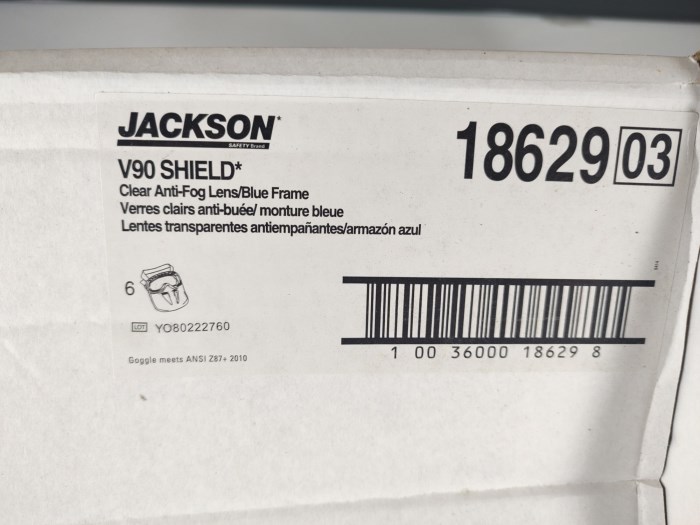 JACKSON*
SAFETY Brand
18629 03
V90 SHIELD*
Clear Anti-Fog Lens/Blue Frame
Verres clairs anti-buée/ monture bleue
Lentes transparentes antiempañantes/armazón azul
6
LOT YO80222760
Goggle meets ANSI Z87+ 2010
1 00 36000 18629 8